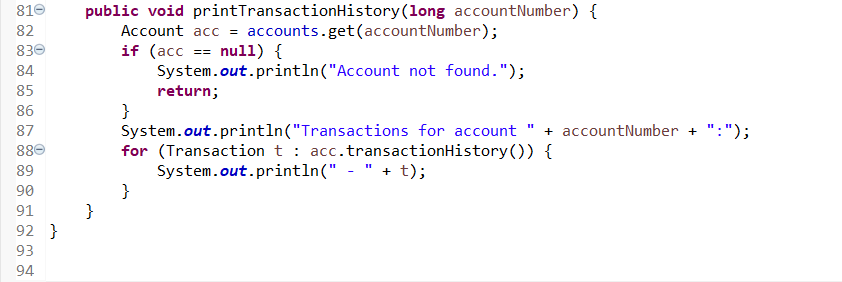 81 public void printTransactionHistory(long accountNumber) {
82 Account acc = accounts.get(accountNumber);
83 if (acc == null) {
84 System.out.println("Account not found.");
85 return;
86 }
87 System.out.println("Transactions for account " + accountNumber + ":");
88 for (Transaction t : acc.transactionHistory()) {
89 System.out.println(" - " + t);
90 }
91 }
92 }
93
94